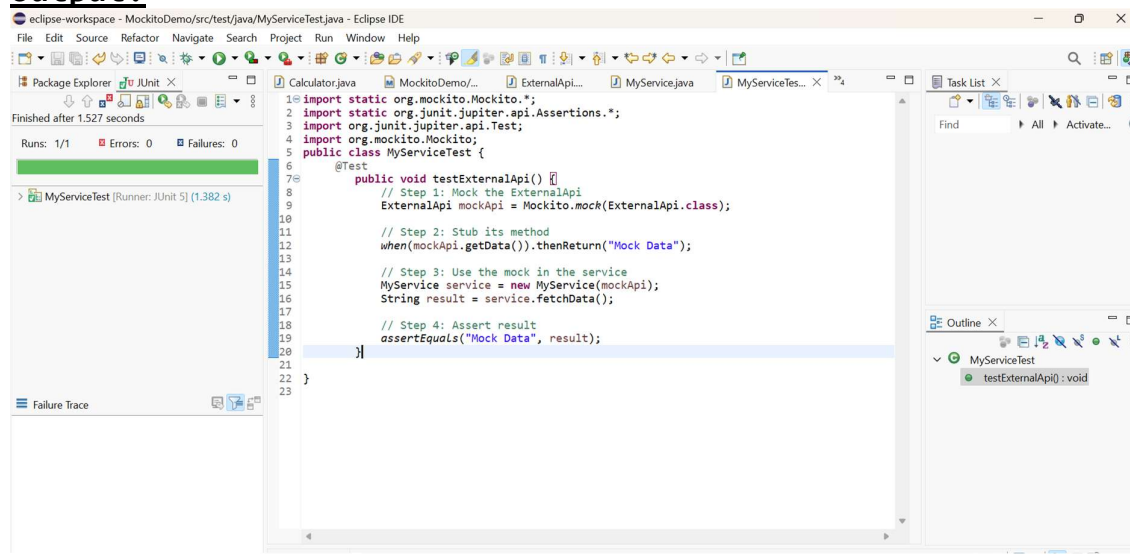 eclipse-workspace - MockitoDemo/src/test/java/MyServiceTest.java - Eclipse IDE
File Edit Source Refactor Navigate Search Project Run Window Help
Package Explorer JUnit
Finished after 1.527 seconds
Runs: 1/1 Errors: 0 Failures: 0
MyServiceTest [Runner: JUnit 5] (1.382 s)
Failure Trace
Calculator.java MockitoDemo/... ExternalApi.... MyService.java MyServiceTes... »4
1 import static org.mockito.Mockito.*;
2 import static org.junit.jupiter.api.Assertions.*;
3 import org.junit.jupiter.api.Test;
4 import org.mockito.Mockito;
5 public class MyServiceTest {
6 @Test
7 public void testExternalApi() {
8 // Step 1: Mock the ExternalApi
9 ExternalApi mockApi = Mockito.mock(ExternalApi.class);
10
11 // Step 2: Stub its method
12 when(mockApi.getData()).thenReturn("Mock Data");
13
14 // Step 3: Use the mock in the service
15 MyService service = new MyService(mockApi);
16 String result = service.fetchData();
17
18 // Step 4: Assert result
19 assertEquals("Mock Data", result);
20 }
21
22 }
23
Task List
Find All Activate...
Outline
MyServiceTest
testExternalApi() : void